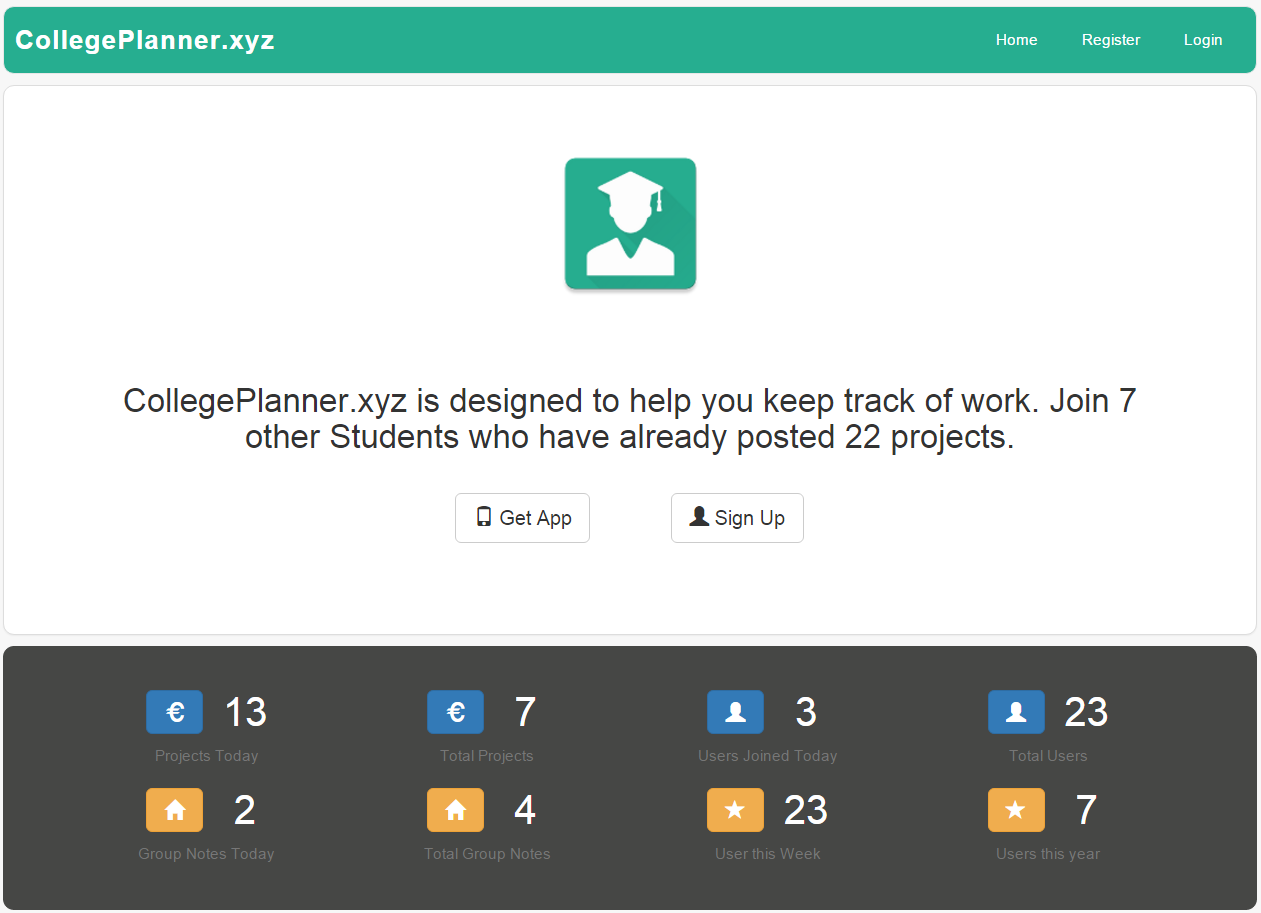 CollegePlanner.xyz
Home Register Login
CollegePlanner.xyz is designed to help you keep track of work. Join 7
other Students who have already posted 22 projects.
Get App Sign Up
€ 13 € 7 3 23
Projects Today Total Projects Users Joined Today Total Users
2 4 23 7
Group Notes Today Total Group Notes User this Week Users this year